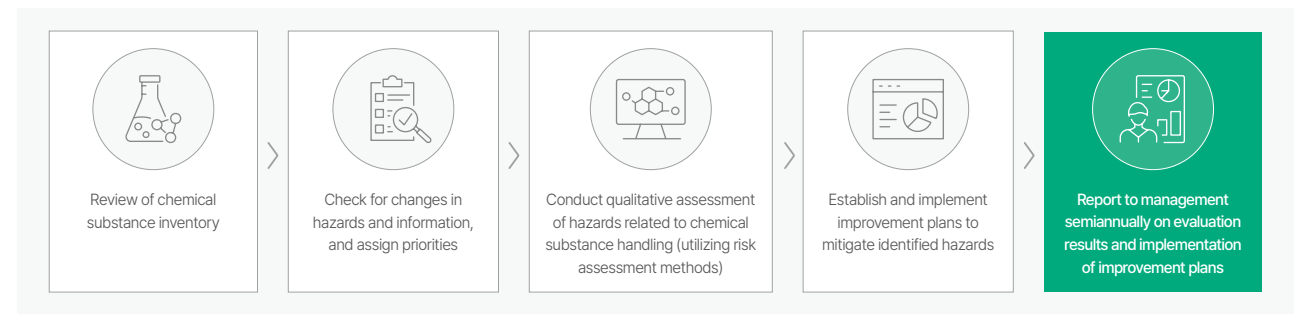 Review of chemical
substance inventory
Check for changes in
hazards and information,
and assign priorities
Conduct qualitative assessment
of hazards related to chemical
substance handling (utilizing risk
assessment methods)
Establish and implement
improvement plans to
mitigate identified hazards
Report to management
semiannually on evaluation
results and implementation
of improvement plans